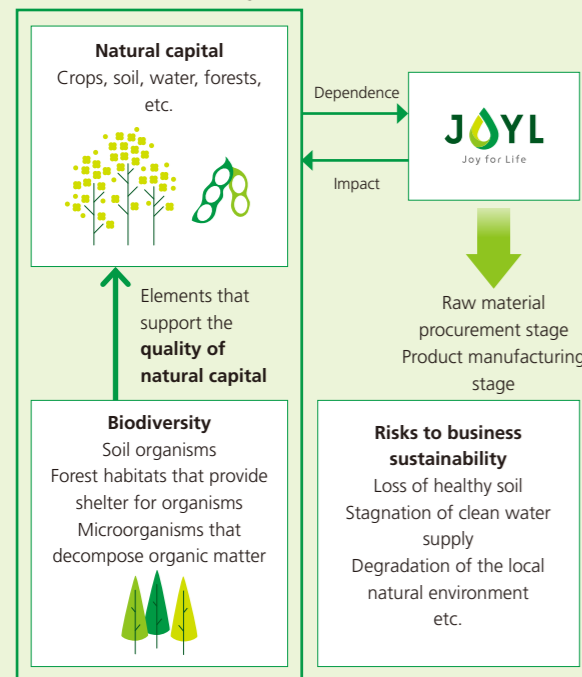 Natural capital
Crops, soil, water, forests,
etc.
Dependence
Impact
JOYL
Joy for Life
Elements that
support the
quality of
natural capital
Raw material
procurement stage
Product manufacturing
stage
Biodiversity
Soil organisms
Forest habitats that provide
shelter for organisms
Microorganisms that
decompose organic matter
Risks to business
sustainability
Loss of healthy soil
Stagnation of clean water
supply
Degradation of the local
natural environment
etc.